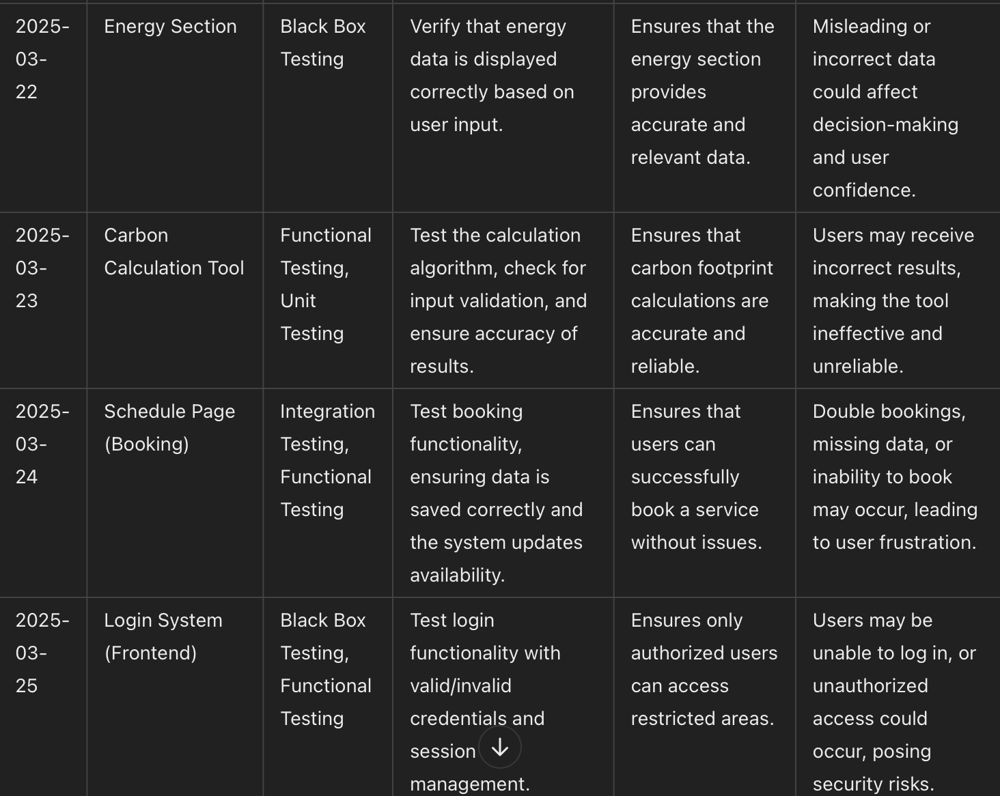 2025-
03-
22
Energy Section
Black Box
Testing
Verify that energy
data is displayed
correctly based on
user input.
Ensures that the
energy section
provides
accurate and
relevant data.
Misleading or
incorrect data
could affect
decision-making
and user
confidence.
2025-
03-
23
Carbon
Calculation Tool
Functional
Testing,
Unit
Testing
Test the calculation
algorithm, check for
input validation, and
ensure accuracy of
results.
Ensures that
carbon footprint
calculations are
accurate and
reliable.
Users may receive
incorrect results,
making the tool
ineffective and
unreliable.
2025-
03-
24
Schedule Page
(Booking)
Integration
Testing,
Functional
Testing
Test booking
functionality,
ensuring data is
saved correctly and
the system updates
availability.
Ensures that
users can
successfully
book a service
without issues.
Double bookings,
missing data, or
inability to book
may occur, leading
to user frustration.
2025-
03-
25
Login System
(Frontend)
Black Box
Testing,
Functional
Testing
Test login
functionality with
valid/invalid
credentials and
session
management.
Ensures only
authorized users
can access
restricted areas.
Users may be
unable to log in, or
unauthorized
access could
occur, posing
security risks.